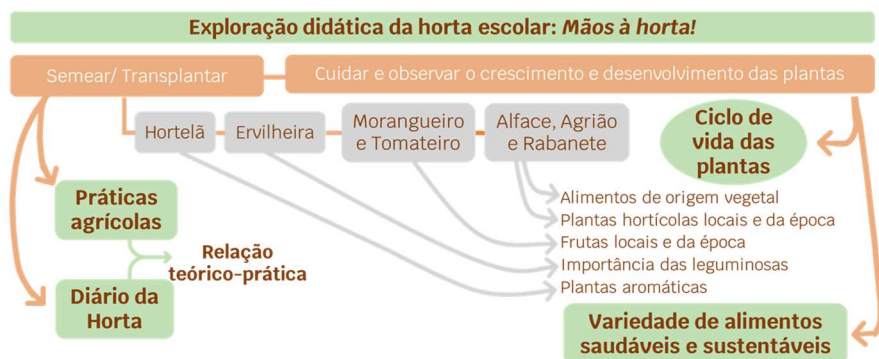 Exploração didática da horta escolar: Mãos à horta!
Semear/ Transplantar
Cuidar e observar o crescimento e desenvolvimento das plantas
Hortelã
Ervilheira
Morangueiro
e Tomateiro
Alface, Agrião
e Rabanete
Ciclo de
vida das
plantas
Práticas
agrícolas
Relação
teórico-prática
Diário da
Horta
Alimentos de origem vegetal
Plantas hortícolas locais e da época
Frutas locais e da época
Importância das leguminosas
Plantas aromáticas
Variedade de alimentos
saudáveis e sustentáveis